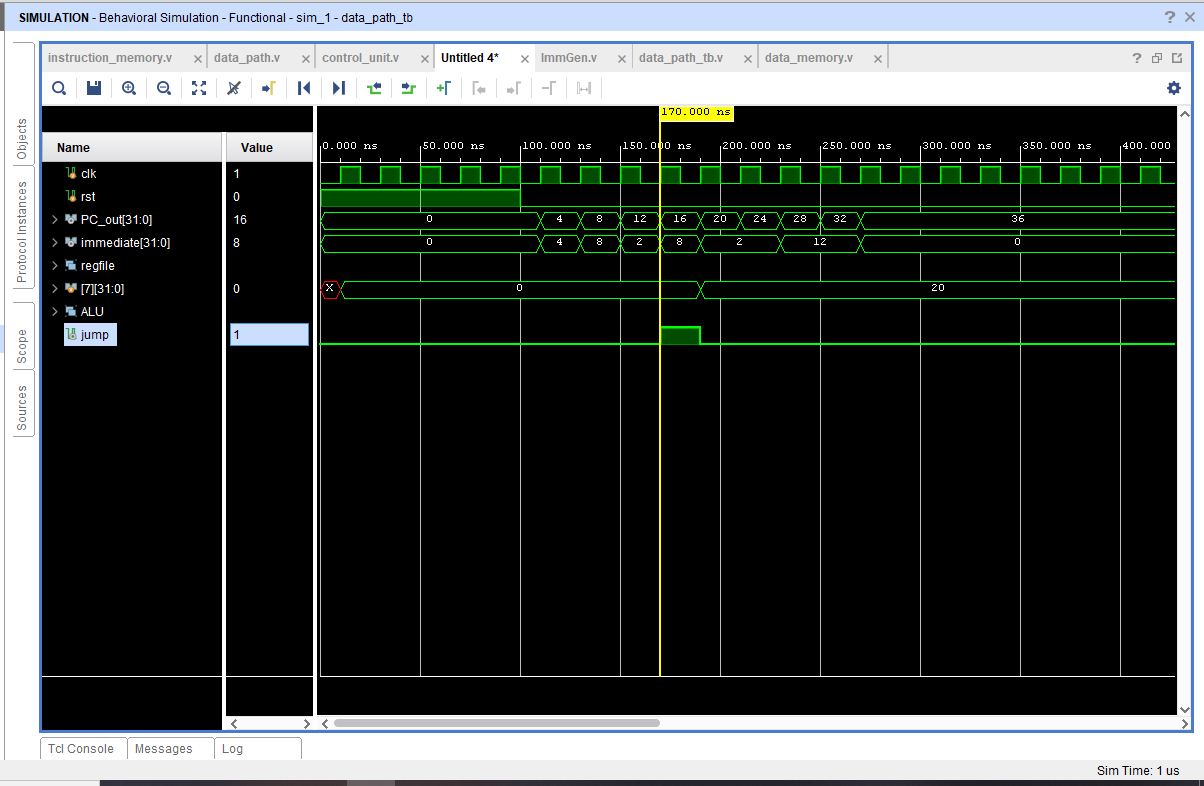 SIMULATION - Behavioral Simulation - Functional - sim_1 - data_path_tb
? ×
instruction_memory.v × data_path.v × control_unit.v × Untitled 4* × ImmGen.v × data_path_tb.v × data_memory.v ×
?
170.000 ns
Name Value
0.000 ns 50.000 ns 100.000 ns 150.000 ns 200.000 ns 250.000 ns 300.000 ns 350.000 ns 400.000
clk 1
rst 0
PC_out[31:0] 16 0 4 8 12 16 20 24 28 32 36
immediate[31:0] 8 0 4 8 2 8 2 12 0
regfile
[7][31:0] 0 X 0 20
ALU
jump 1
Objects
Protocol Instances
Scope
Sources
Tcl Console Messages Log
Sim Time: 1 us